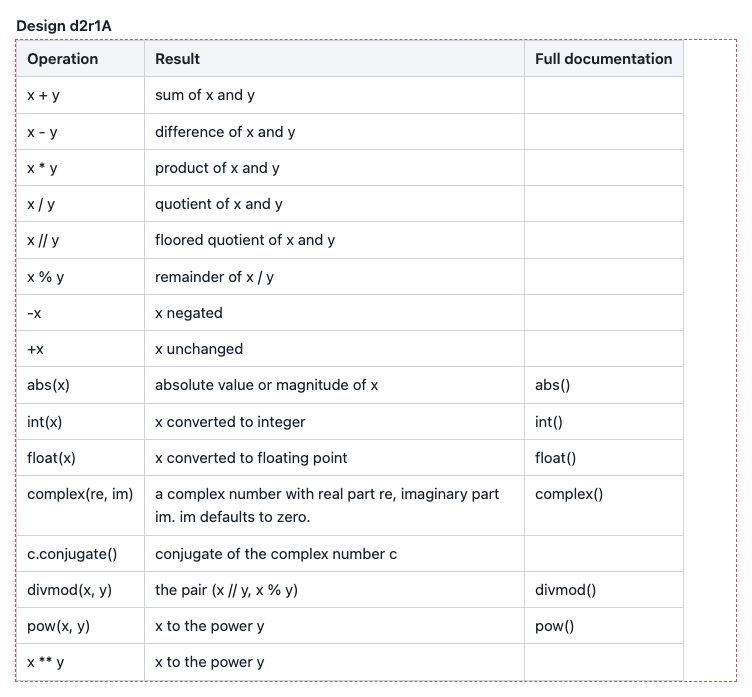 Design d2r1A
Operation Result Full documentation
x + y sum of x and y
x - y difference of x and y
x * y product of x and y
x / y quotient of x and y
x // y floored quotient of x and y
x % y remainder of x / y
-x x negated
+x x unchanged
abs(x) absolute value or magnitude of x abs()
int(x) x converted to integer int()
float(x) x converted to floating point float()
complex(re, im) a complex number with real part re, imaginary part complex()
im. im defaults to zero.
c.conjugate() conjugate of the complex number c
divmod(x, y) the pair (x // y, x % y) divmod()
pow(x, y) x to the power y pow()
x ** y x to the power y